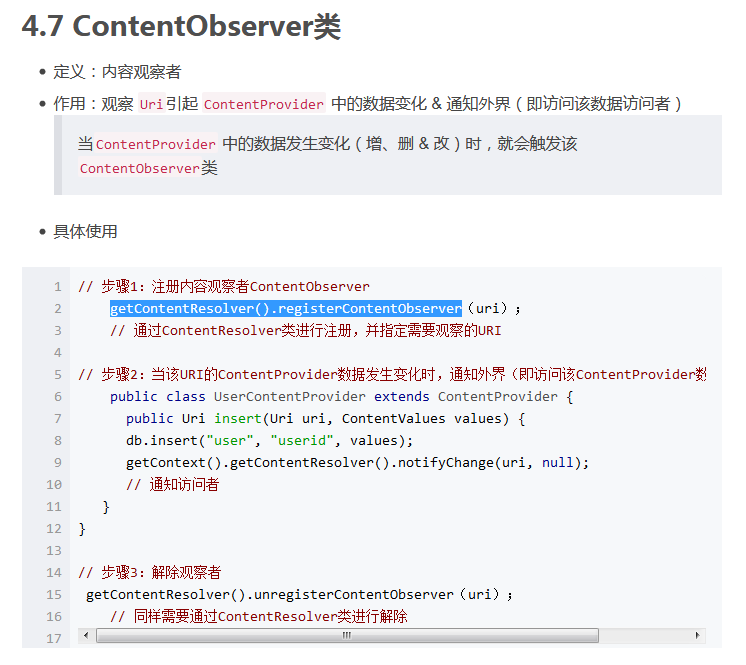 4.7 ContentObserver类
定义：内容观察者
作用：观察 Uri引起 ContentProvider 中的数据变化 & 通知外界（即访问该数据访问者）
当ContentProvider 中的数据发生变化（增、删 & 改）时，就会触发该
ContentObserver类
具体使用
1 // 步骤1：注册内容观察者ContentObserver
2 getContentResolver().registerContentObserver（uri）;
3 // 通过ContentResolver类进行注册，并指定需要观察的URI
4
5 // 步骤2：当该URI的ContentProvider数据发生变化时，通知外界（即访问该ContentProvider数
6 public class UserContentProvider extends ContentProvider {
7 public Uri insert(Uri uri, ContentValues values) {
8 db.insert("user", "userid", values);
9 getContext().getContentResolver().notifyChange(uri, null);
10 // 通知访问者
11 }
12 }
13
14 // 步骤3：解除观察者
15 getContentResolver().unregisterContentObserver（uri）;
16 // 同样需要通过ContentResolver类进行解除
17